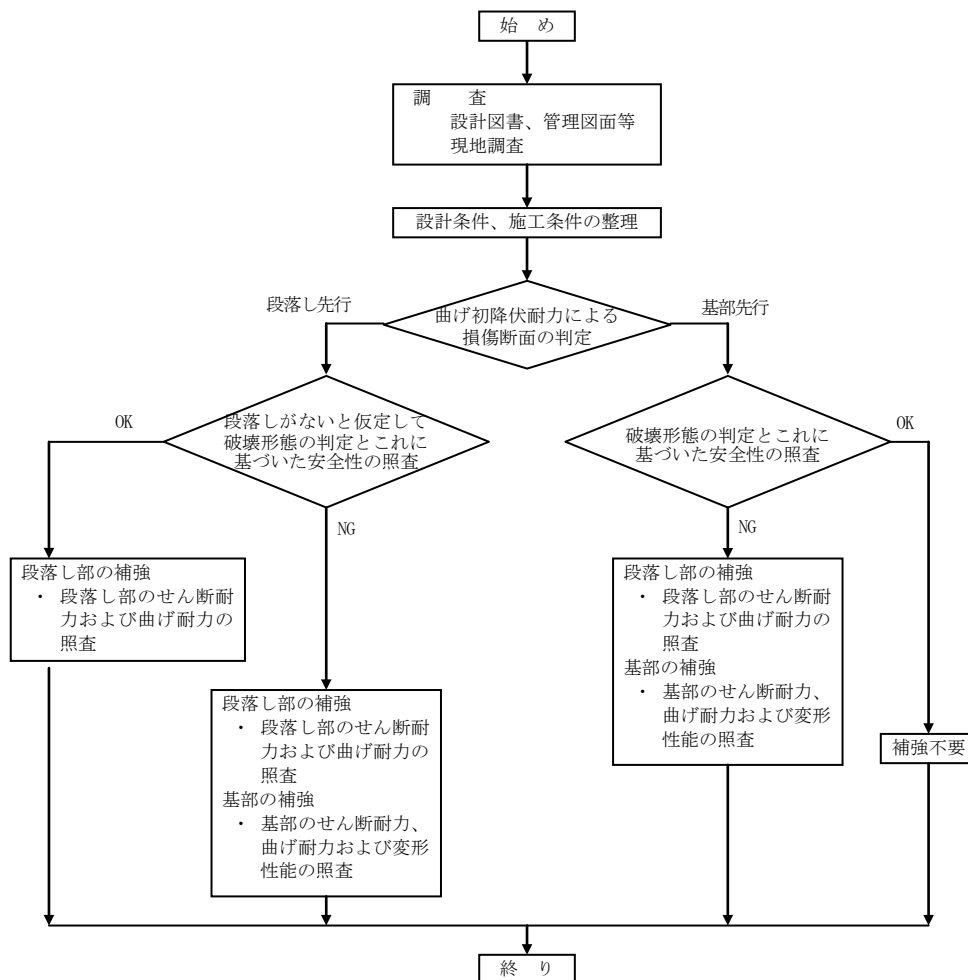 始 め
調 査
設計図書、管理図面等
現地調査
設計条件、施工条件の整理
曲げ初降伏耐力による
損傷断面の判定
段落し先行
基部先行
段落しがないと仮定して
破壊形態の判定とこれに
基づいた安全性の照査
OK
NG
破壊形態の判定とこれに
基づいた安全性の照査
OK
NG
段落し部の補強
・ 段落し部のせん断耐
力および曲げ耐力の
照査
段落し部の補強
・ 段落し部のせん断耐
力および曲げ耐力の
照査
基部の補強
・ 基部のせん断耐力、
曲げ耐力および変形
性能の照査
段落し部の補強
・ 段落し部のせん断耐
力および曲げ耐力の
照査
基部の補強
・ 基部のせん断耐力、
曲げ耐力および変形
性能の照査
補強不要
終 り